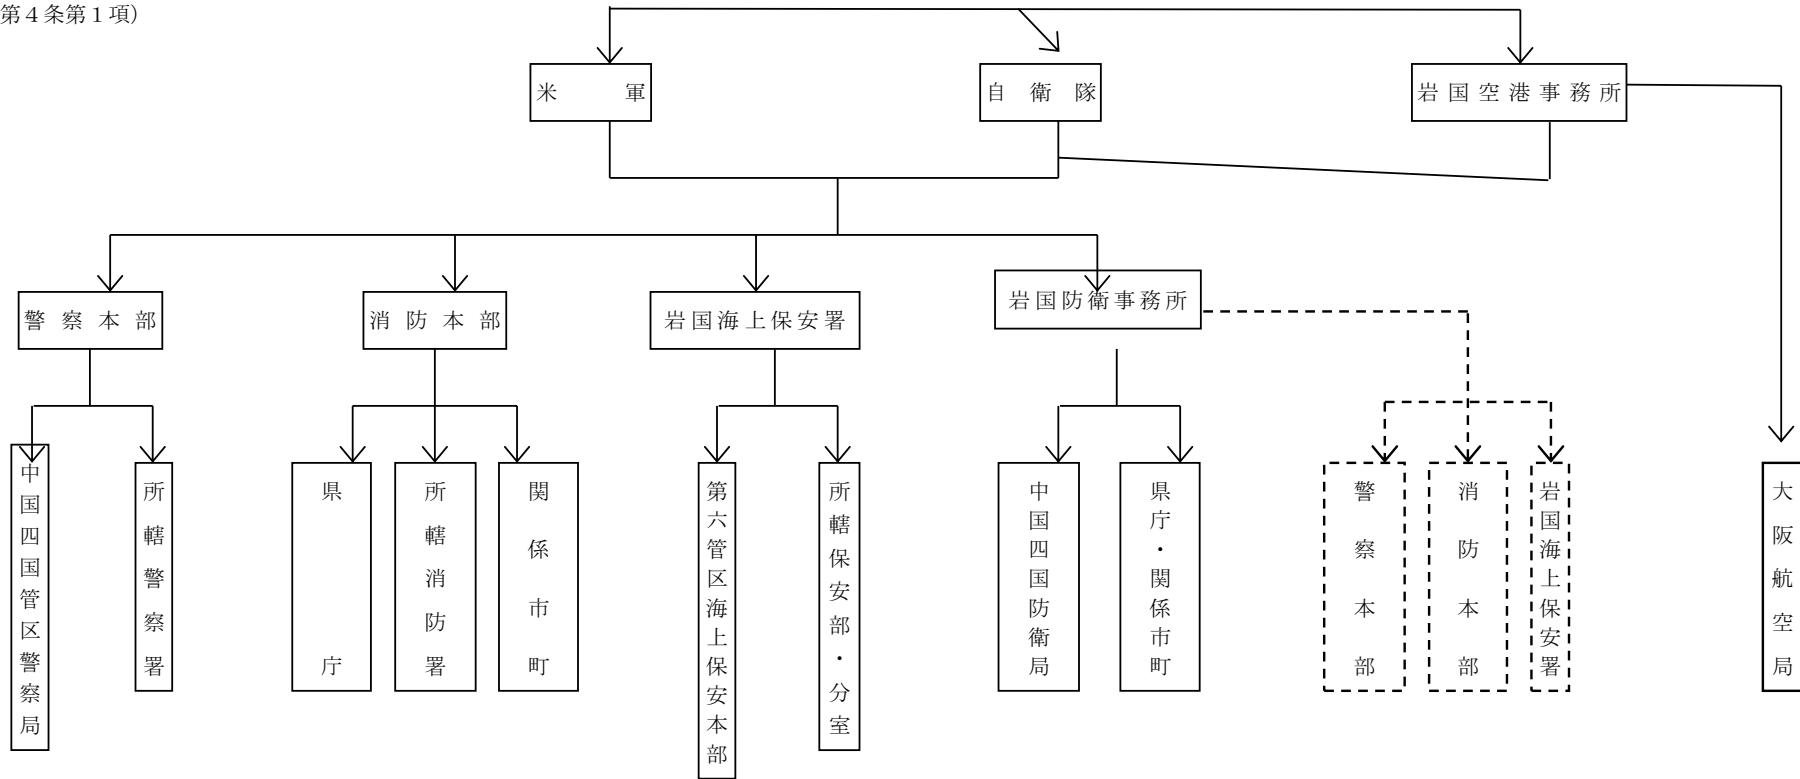 第４条第１項）
米軍
自衛隊
岩国空港事務所
警察本部
消防本部
岩国海上保安署
岩国防衛事務所
中国四国管区警察局
所轄警察署
県庁
所轄消防署
関係市町
第六管区海上保安本部
所轄保安部・分室
中国四国防衛局
県庁・関係市町
警察本部
消防本部
岩国海上保安署
大阪航空局